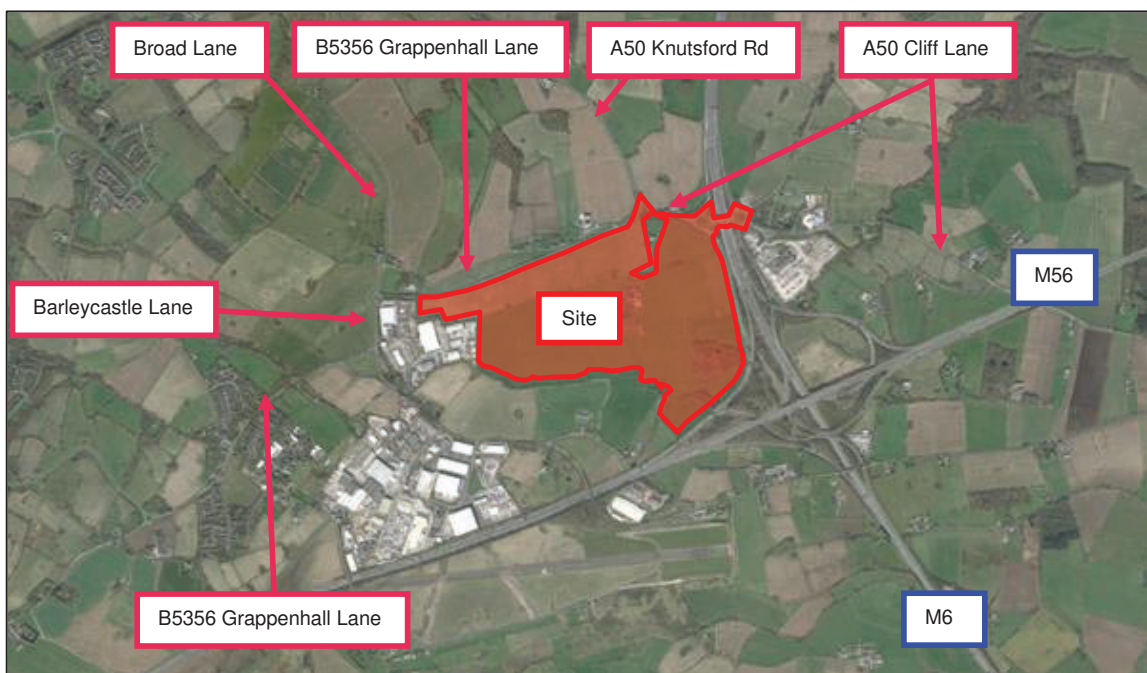 Broad Lane
B5356 Grappenhall Lane
A50 Knutsford Rd
A50 Cliff Lane
M56
Barleycastle Lane
Site
B5356 Grappenhall Lane
M6